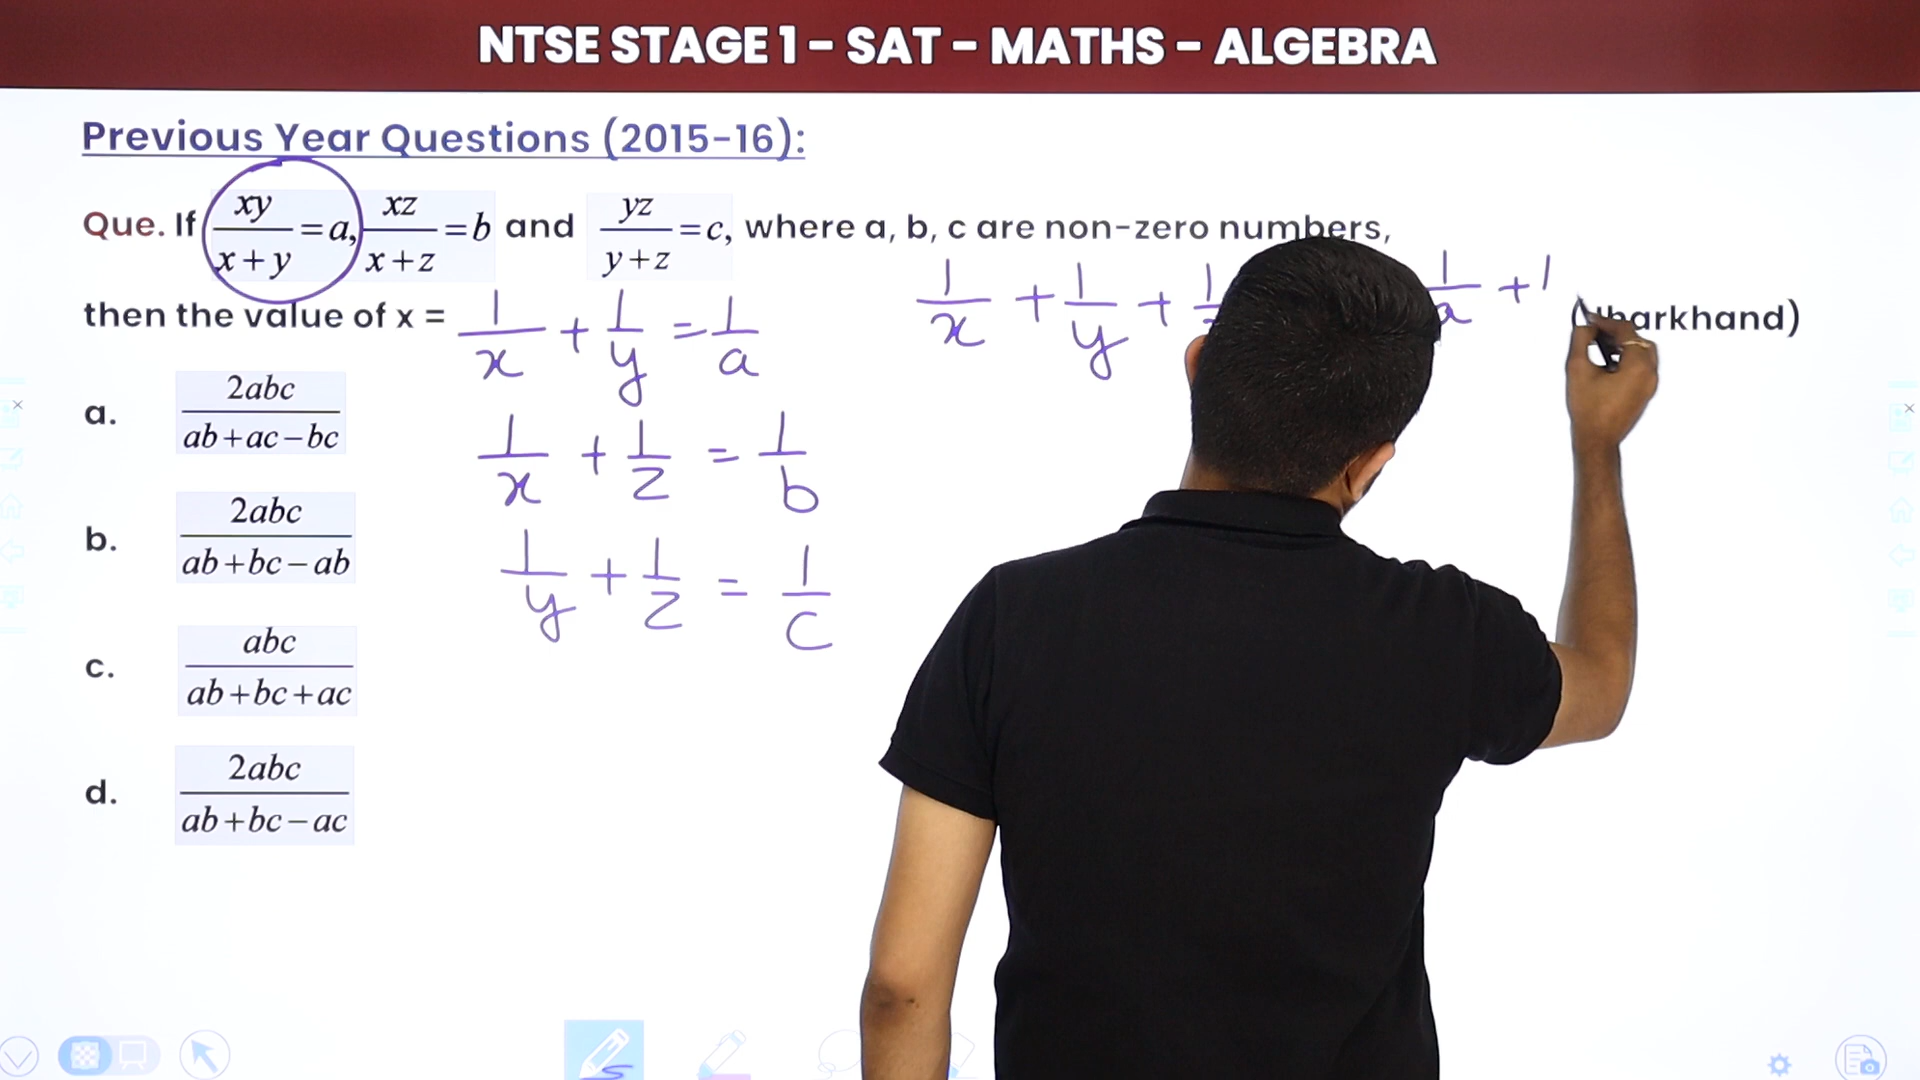 NTSE STAGE 1 – SAT – MATHS – ALGEBRA
Previous Year Questions (2015-16):
Que. If xy/(x+y) = a, xz/(x+z) = b and yz/(y+z) = c, where a, b, c are non-zero numbers,
then the value of x = (Jharkhand)
1/x + 1/y = 1/a
1/x + 1/y + 1/
1/a + 1
1/x + 1/z = 1/b
1/y + 1/z = 1/c
a. 2abc/(ab+ac−bc)
b. 2abc/(ab+bc−ab)
c. abc/(ab+bc+ac)
d. 2abc/(ab+bc−ac)